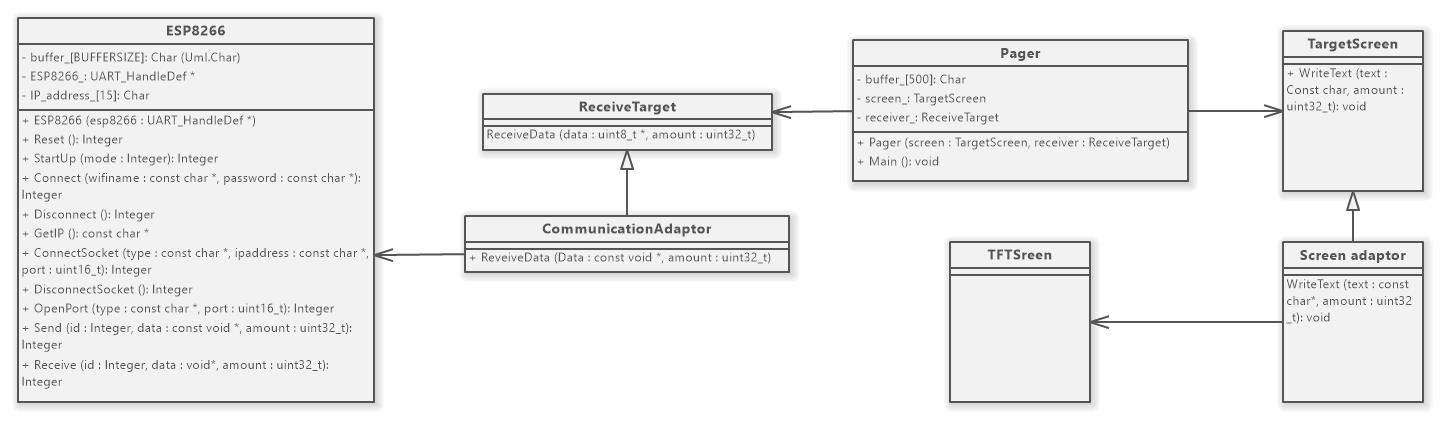 ESP8266
- buffer_[BUFFERSIZE]: Char (Uml.Char)
- ESP8266_: UART_HandleDef *
- IP_address_[15]: Char
+ ESP8266 (esp8266 : UART_HandleDef *)
+ Reset (): Integer
+ StartUp (mode : Integer): Integer
+ Connect (wifiname : const char *, password : const char *):
Integer
+ Disconnect (): Integer
+ GetIP (): const char *
+ ConnectSocket (type : const char *, ipaddress : const char *,
port : uint16_t): Integer
+ DisconnectSocket (): Integer
+ OpenPort (type : const char *, port : uint16_t): Integer
+ Send (id : Integer, data : const void *, amount : uint32_t):
Integer
+ Receive (id : Integer, data : void*, amount : uint32_t):
Integer
ReceiveTarget
ReceiveData (data : uint8_t *, amount : uint32_t)
CommunicationAdaptor
+ ReveiveData (Data : const void *, amount : uint32_t)
Pager
- buffer_[500]: Char
- screen_: TargetScreen
- receiver_: ReceiveTarget
+ Pager (screen : TargetScreen, receiver : ReceiveTarget)
+ Main (): void
TargetScreen
+ WriteText (text :
Const char, amount :
uint32_t): void
TFTSreen
Screen adaptor
WriteText (text : const
char*, amount : uint32
_t): void